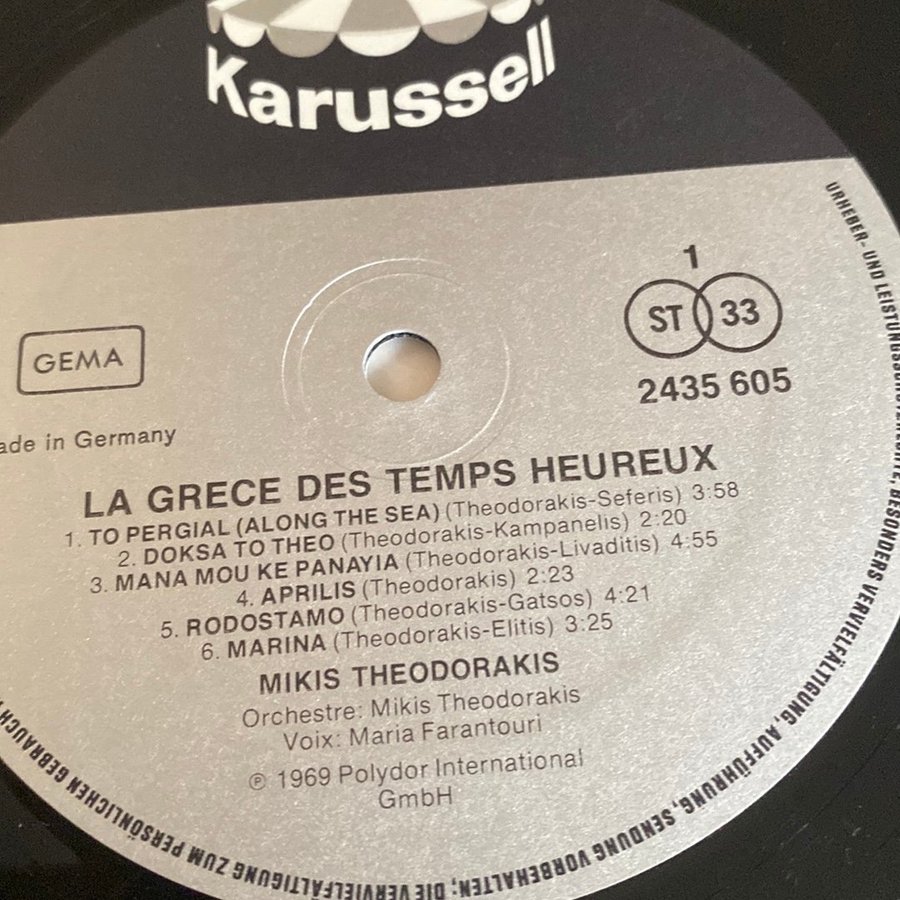 Karussell
GEMA
1
ST 33
2435 605
ade in Germany
LA GRECE DES TEMPS HEUREUX
1. TO PERGIAL (ALONG THE SEA) (Theodorakis-Seferis) 3:58
2. DOKSA TO THEO (Theodorakis-Kampanelis) 2:20
3. MANA MOU KE PANAYIA (Theodorakis-Livaditis) 4:55
4. APRILIS (Theodorakis) 2:23
5. RODOSTAMO (Theodorakis-Gatsos) 4:21
6. MARINA (Theodorakis-Elitis) 3:25
MIKIS THEODORAKIS
Orchestre: Mikis Theodorakis
Voix: Maria Farantouri
℗ 1969 Polydor International
GmbH
URHEBER- UND LEISTUNGSSCHUTZRECHTE, BESONDERS VERVIELFÄLTIGUNG, AUFFÜHRUNG, SENDUNG VORBEHALTEN; DIE VERVIELFÄLTIGUNG ZUM PERSÖNLICHEN GEBRAUCH